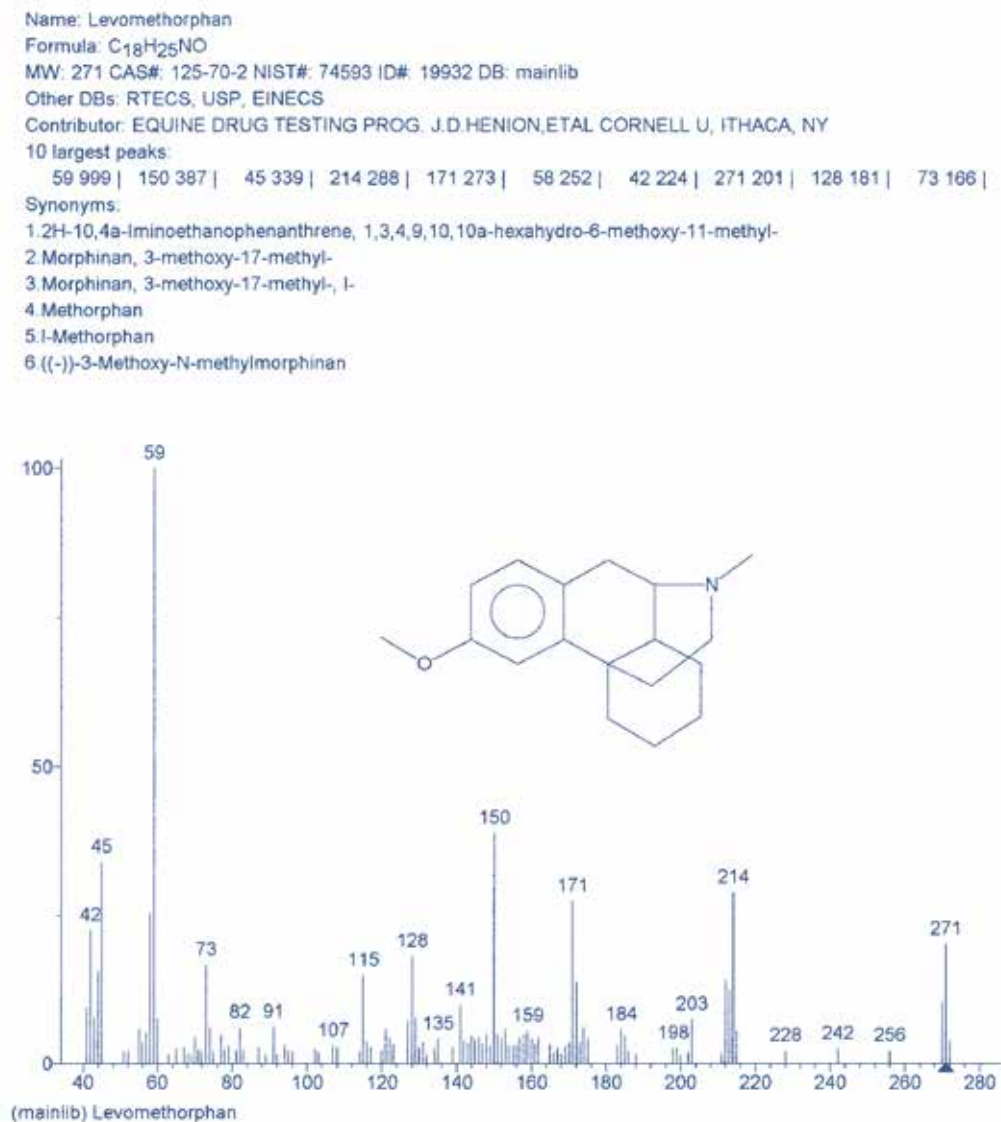 Name: Levomethorphan
Formula: C18H25NO
MW: 271 CAS#: 125-70-2 NIST#: 74593 ID#: 19932 DB: mainlib
Other DBs: RTECS, USP, EINECS
Contributor: EQUINE DRUG TESTING PROG. J.D.HENION,ETAL CORNELL U, ITHACA, NY
10 largest peaks:
59 999 | 150 387 | 45 339 | 214 288 | 171 273 | 58 252 | 42 224 | 271 201 | 128 181 | 73 166 |
Synonyms:
1.2H-10,4a-Iminoethanophenanthrene, 1,3,4,9,10,10a-hexahydro-6-methoxy-11-methyl-
2.Morphinan, 3-methoxy-17-methyl-
3.Morphinan, 3-methoxy-17-methyl-, l-
4.Methorphan
5.l-Methorphan
6.((-))-3-Methoxy-N-methylmorphinan
59
100
N
O
50
150
45
171
214
42
271
73
128
115
141
82
91
107
135
159
184
198
203
228
242
256
0
40 60 80 100 120 140 160 180 200 220 240 260 280
(mainlib) Levomethorphan